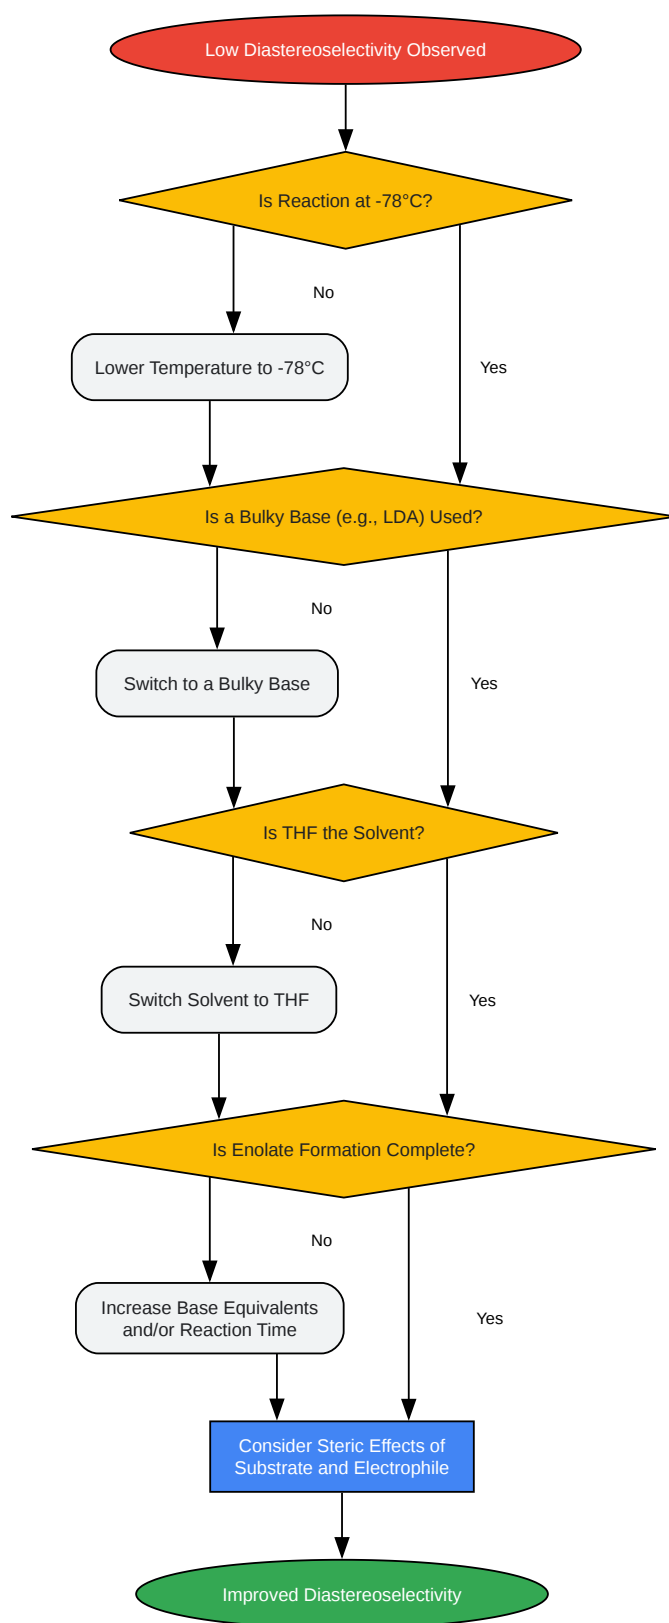 Low Diastereoselectivity Observed
Is Reaction at -78°C?
No
Lower Temperature to -78°C
Yes
Is a Bulky Base (e.g., LDA) Used?
No
Switch to a Bulky Base
Yes
Is THF the Solvent?
No
Switch Solvent to THF
Yes
Is Enolate Formation Complete?
No
Increase Base Equivalents
and/or Reaction Time
Yes
Consider Steric Effects of
Substrate and Electrophile
Improved Diastereoselectivity